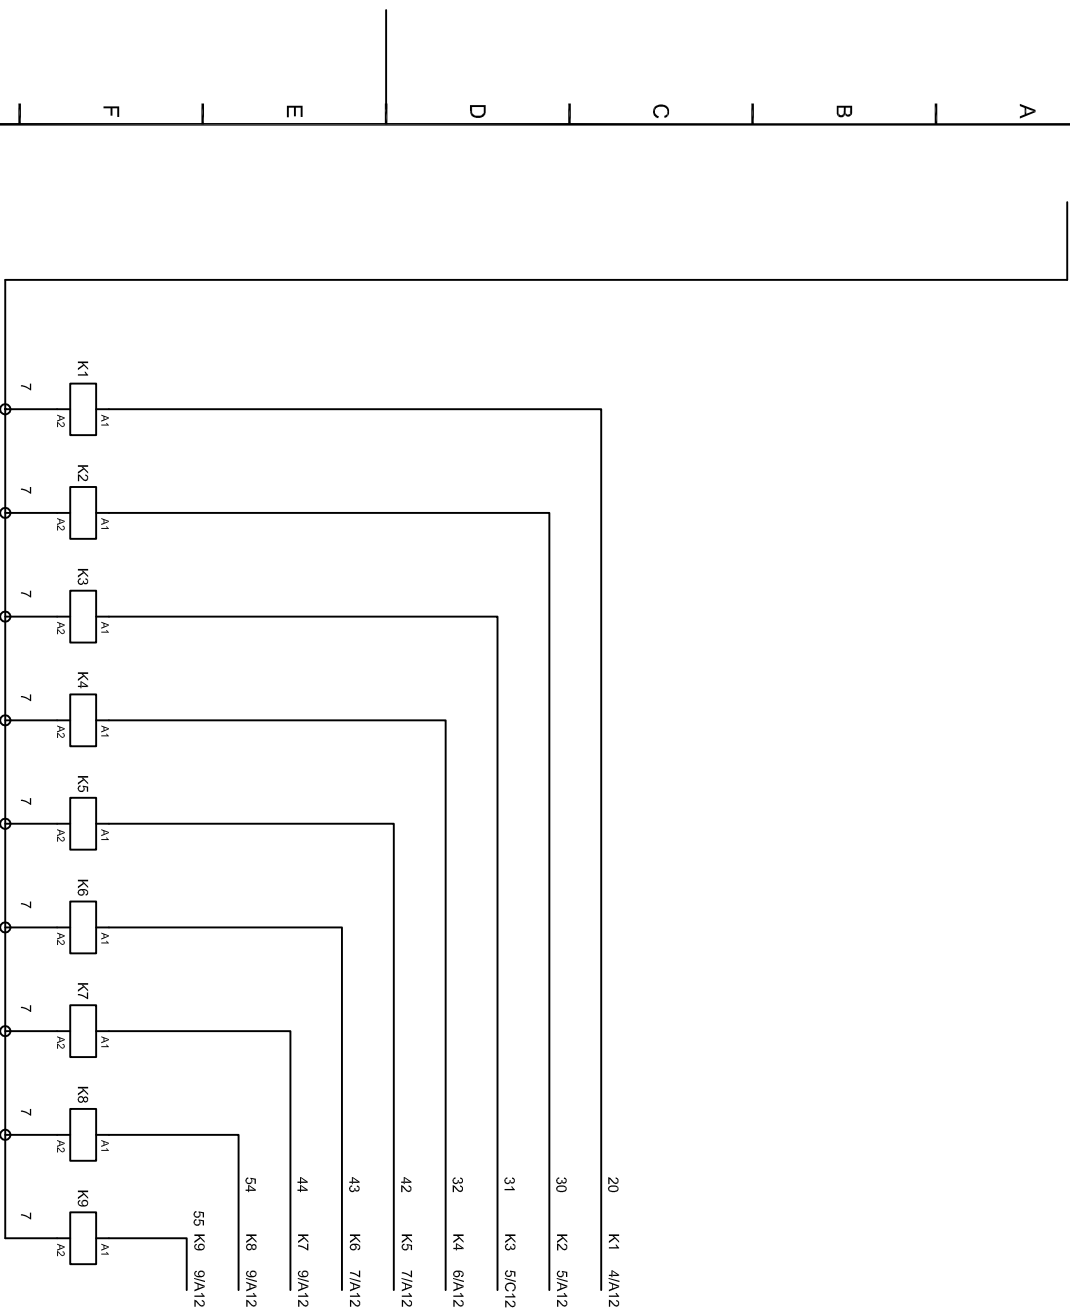 A
B
C
D
E
F
20 K1 4/A12
30 K2 5/A12
31 K3 5/C12
32 K4 6/A12
42 K5 7/A12
43 K6 7/A12
44 K7 9/A12
54 K8 9/A12
55 K9 9/A12
K1 K2 K3 K4 K5 K6 K7 K8 K9
A1 A1 A1 A1 A1 A1 A1 A1 A1
A2 A2 A2 A2 A2 A2 A2 A2 A2
7 7 7 7 7 7 7 7 7